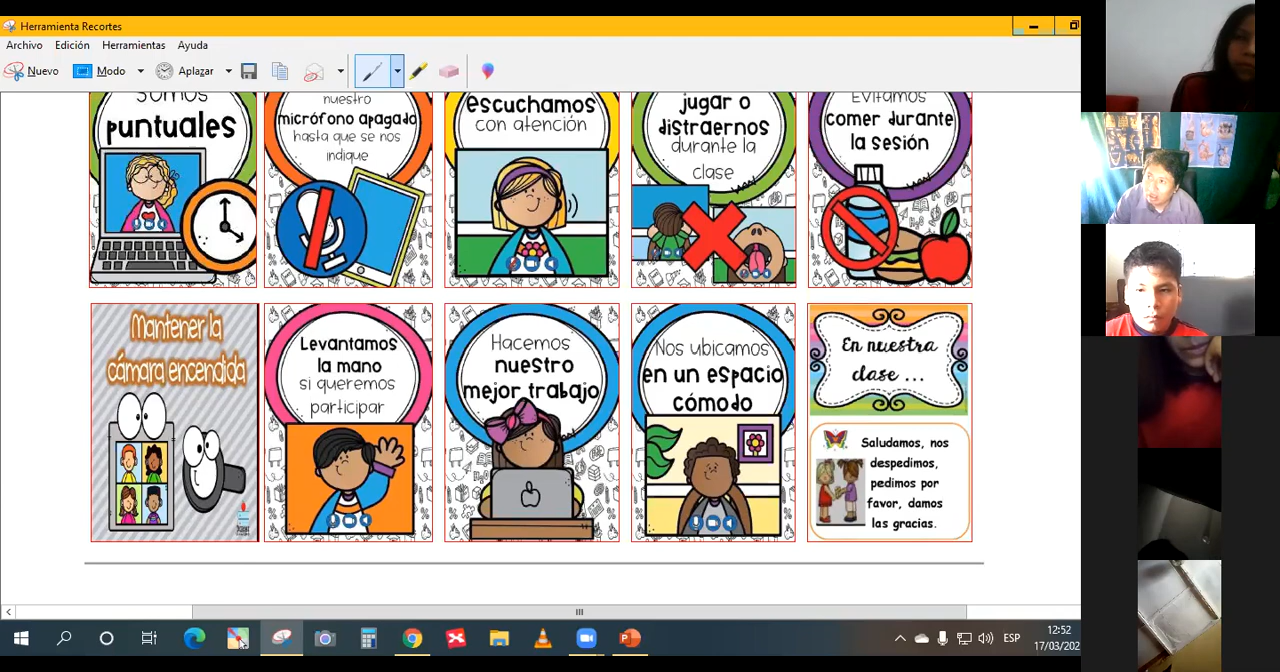 Herramienta Recortes
Archivo Edición Herramientas Ayuda
Nuevo Modo Aplazar
Somos
puntuales
nuestro
micrófono apagado
hasta que se nos
indique
escuchamos
con atención
jugar o
distraernos
durante la
clase
Evitamos
comer durante
la sesión
Mantener la
cámara encendida
Levantamos
la mano
si queremos
participar
Hacemos
nuestro
mejor trabajo
Nos ubicamos
en un espacio
cómodo
En nuestra
clase ...
Saludamos, nos
despedimos,
pedimos por
favor, damos
las gracias.
ESP
12:52
17/03/202